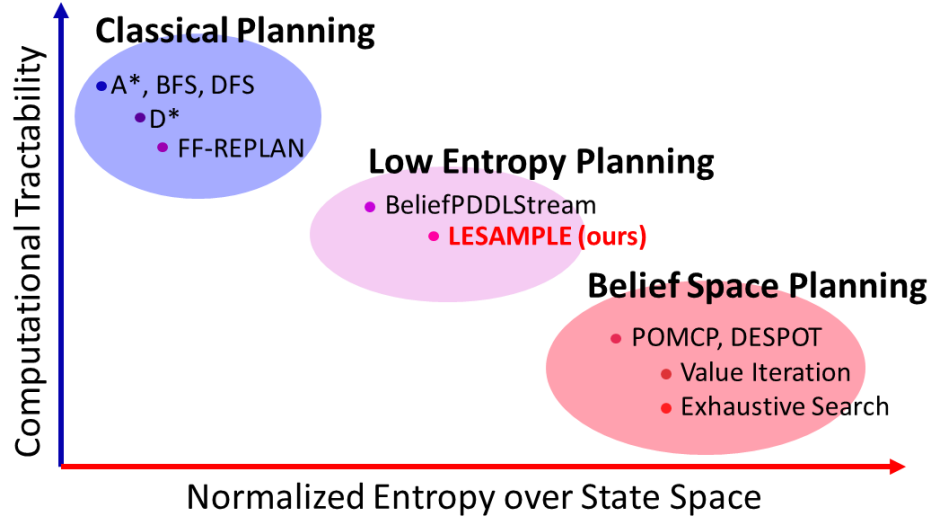 Classical Planning
A*, BFS, DFS
D*
FF-REPLAN
Low Entropy Planning
BeliefPDDLStream
LESAMPLE (ours)
Belief Space Planning
POMCP, DESPOT
Value Iteration
Exhaustive Search
Computational Tractability
Normalized Entropy over State Space